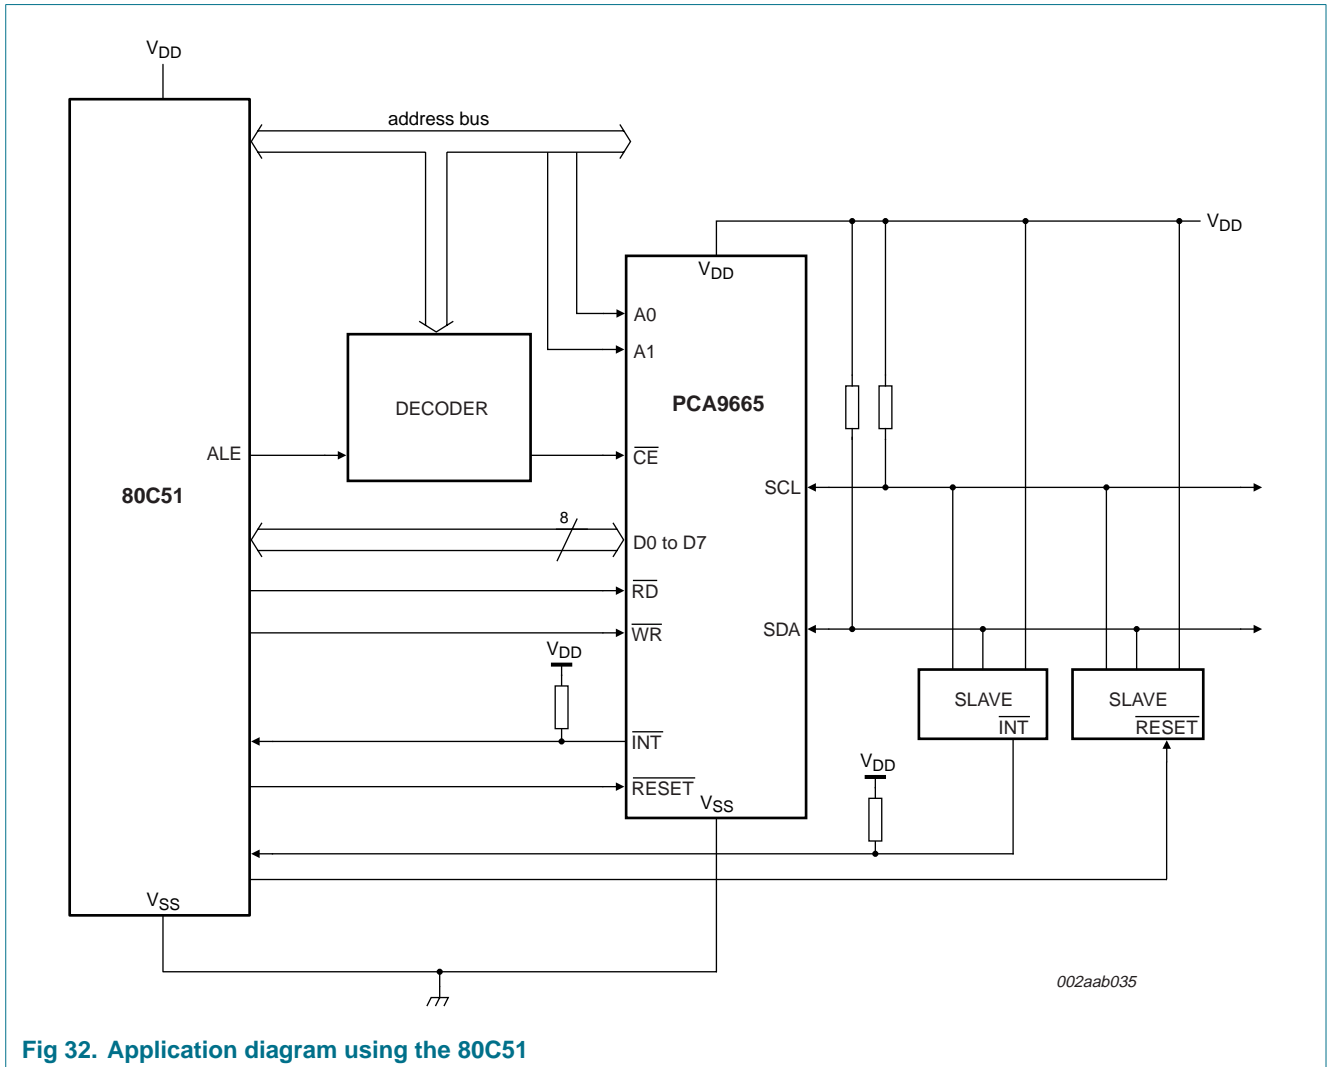 VDD
address bus
VDD
VDD
A0
A1
PCA9665
DECODER
ALE
CE
80C51
SCL
8
D0 to D7
RD
WR
SDA
VDD
SLAVE
INT
SLAVE
RESET
INT
VDD
RESET
VSS
VSS
002aab035
Fig 32. Application diagram using the 80C51